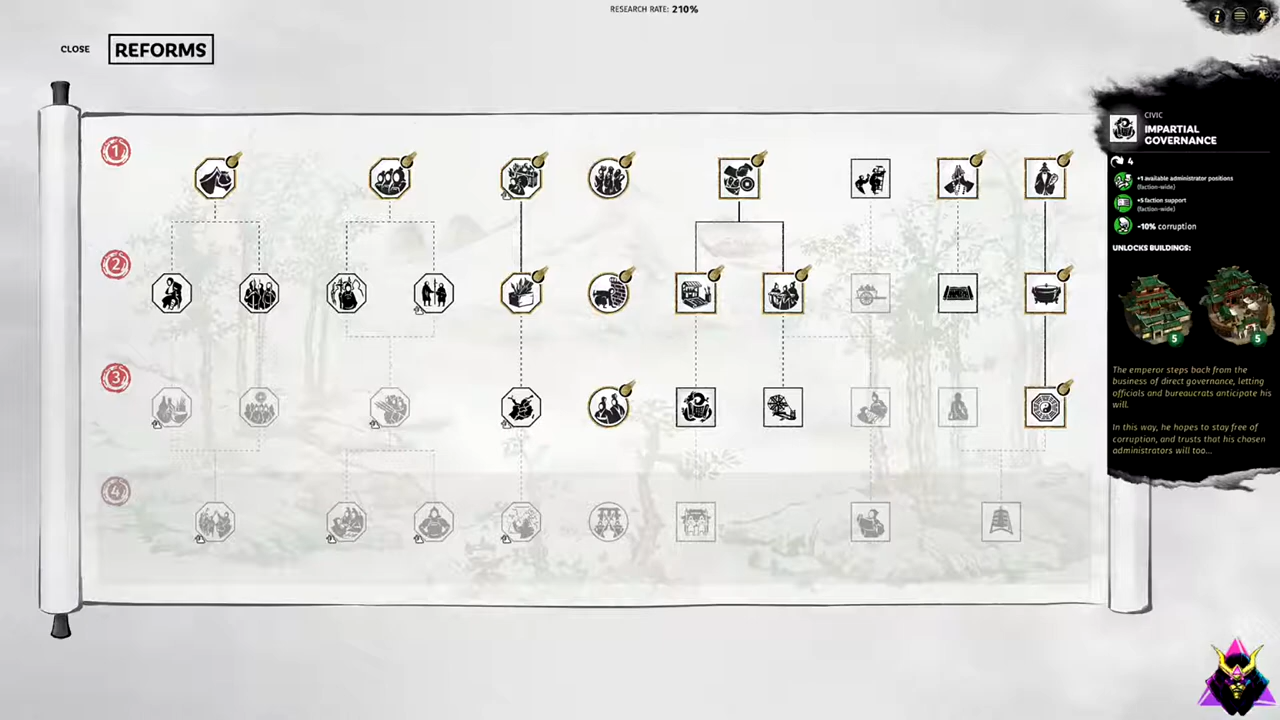 RESEARCH RATE: 210%
CLOSE
REFORMS
CIVIC
IMPARTIAL
GOVERNANCE
4
+1 available administrator positions
(faction-wide)
+5 faction support
(faction-wide)
-10% corruption
UNLOCKS BUILDINGS:
5
5
The emperor steps back from the
business of direct governance, letting
officials and bureaucrats anticipate his
will.
In this way, he hopes to stay free of
corruption, and trusts that his chosen
administrators will too...
1
2
3
4